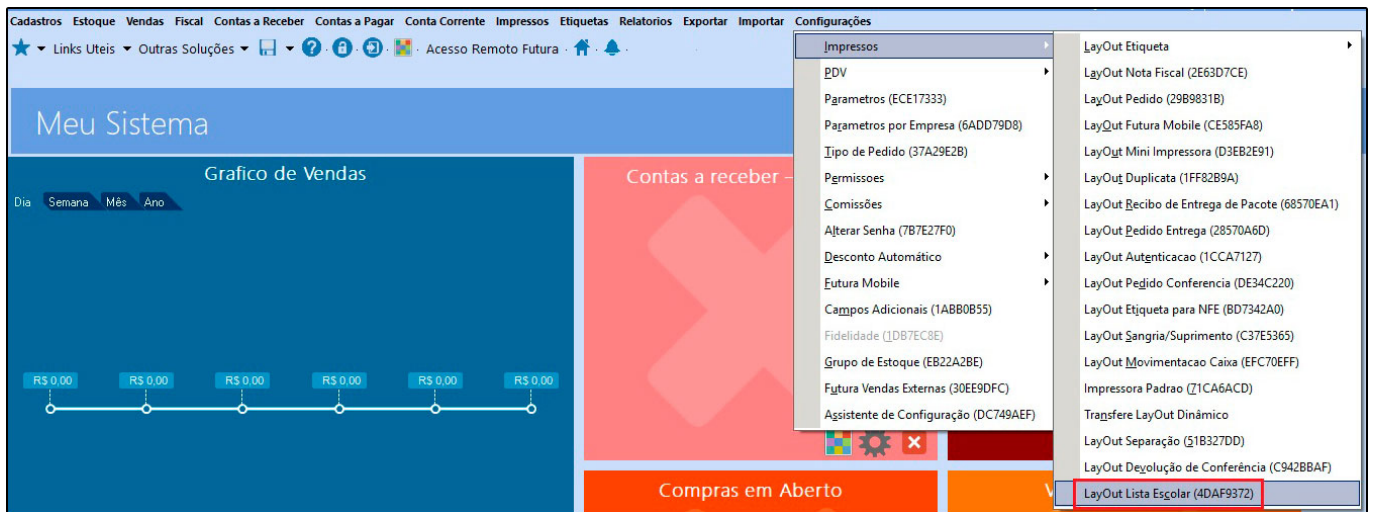 Cadastros Estoque Vendas Fiscal Contas a Receber Contas a Pagar Conta Corrente Impressos Etiquetas Relatorios Exportar Importar Configurações
Links Uteis Outras Soluções Acesso Remoto Futura
Meu Sistema
Grafico de Vendas
Dia Semana Mês Ano
R$ 0,00 R$ 0,00 R$ 0,00 R$ 0,00 R$ 0,00 R$ 0,00
Contas a receber –
Compras em Aberto
V
Impressos
PDV
Parametros (ECE17333)
Parametros por Empresa (6ADD79D8)
Tipo de Pedido (37A29E2B)
Permissoes
Comissões
Alterar Senha (7B7E27F0)
Desconto Automático
Futura Mobile
Campos Adicionais (1ABB0B55)
Fidelidade (1DB7EC8E)
Grupo de Estoque (EB22A2BE)
Futura Vendas Externas (30EE9DFC)
Assistente de Configuração (DC749AEF)
LayOut Etiqueta
LayOut Nota Fiscal (2E63D7CE)
LayOut Pedido (29B9831B)
LayOut Futura Mobile (CE585FA8)
LayOut Mini Impressora (D3EB2E91)
LayOut Duplicata (1FF82B9A)
LayOut Recibo de Entrega de Pacote (68570EA1)
LayOut Pedido Entrega (28570A6D)
LayOut Autenticacao (1CCA7127)
LayOut Pedido Conferencia (DE34C220)
LayOut Etiqueta para NFE (BD7342A0)
LayOut Sangria/Suprimento (C37E5365)
LayOut Movimentacao Caixa (EFC70EFF)
Impressora Padrao (71CA6ACD)
Transfere LayOut Dinâmico
LayOut Separação (51B327DD)
LayOut Devolução de Conferência (C942BBAF)
LayOut Lista Escolar (4DAF9372)